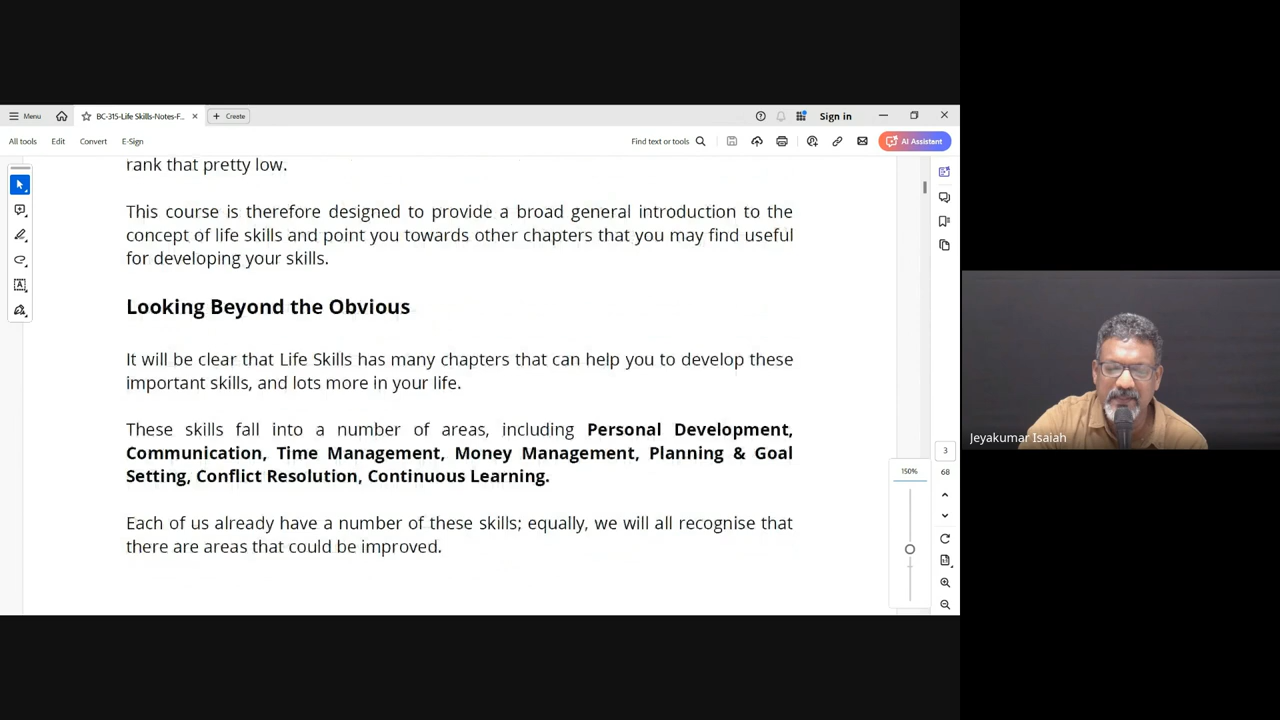 Menu
BC-315-Life Skills-Notes-F...
Create
Sign in
All tools
Edit
Convert
E-Sign
Find text or tools
AI Assistant
rank that pretty low.
This course is therefore designed to provide a broad general introduction to the
concept of life skills and point you towards other chapters that you may find useful
for developing your skills.
Looking Beyond the Obvious
It will be clear that Life Skills has many chapters that can help you to develop these
important skills, and lots more in your life.
These skills fall into a number of areas, including Personal Development,
Communication, Time Management, Money Management, Planning & Goal
Setting, Conflict Resolution, Continuous Learning.
Each of us already have a number of these skills; equally, we will all recognise that
there are areas that could be improved.
3
150%
68
Jeyakumar Isaiah